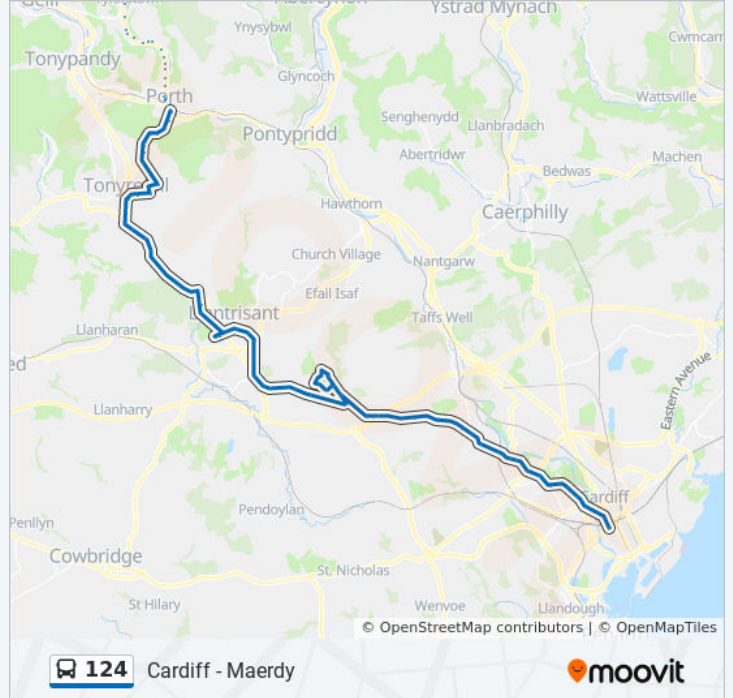 Ystrad Mynach
Ynysybwl
Cwmcarn
Tonypandy
Glyncoch
Porth
Wattsville
Senghenydd
Pontypridd
Llanbradach
Abertridwr
Machen
Bedwas
Hawthorn
Caerphilly
Church Village
Nantgarw
Efail Isaf
Llantrisant
Taffs Well
Llanharan
Eastern Avenue
Llanharry
Cardiff
Pendoylan
Penllyn
Cowbridge
St. Nicholas
St Hilary
Wenvoe
Llandough
© OpenStreetMap contributors | © OpenMapTiles
124 Cardiff - Maerdy
moovit